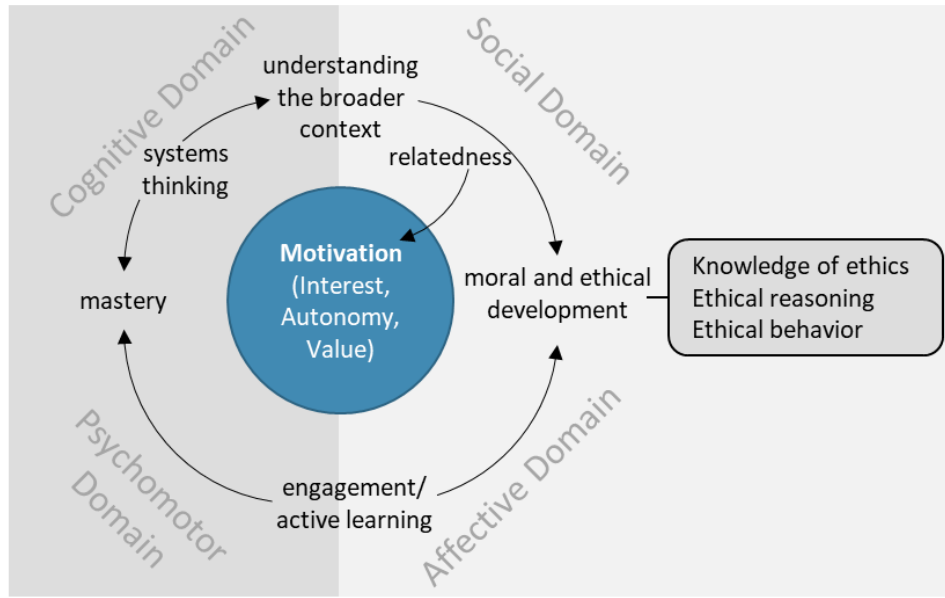 Cognitive Domain
Social Domain
understanding
the broader
context
systems
thinking
relatedness
Motivation
(Interest,
Autonomy,
Value)
mastery
moral and ethical
development
Knowledge of ethics
Ethical reasoning
Ethical behavior
Psychomotor
Domain
engagement/
active learning
Affective Domain